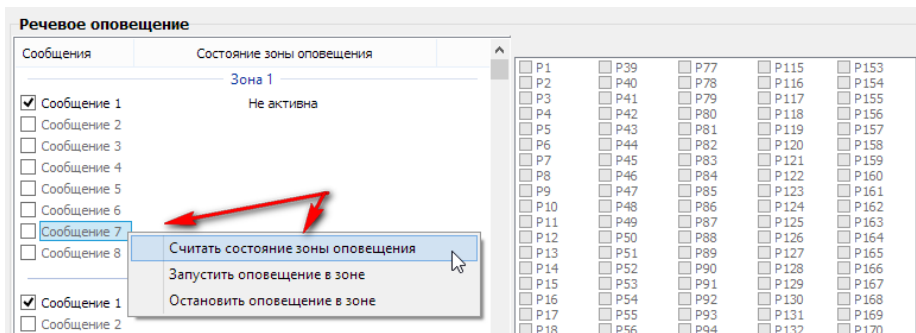 Речевое оповещение
Сообщения Состояние зоны оповещения
Зона 1
Сообщение 1 Не активна
Сообщение 2
Сообщение 3
Сообщение 4
Сообщение 5
Сообщение 6
Сообщение 7
Сообщение 8
Считать состояние зоны оповещения
Запустить оповещение в зоне
Остановить оповещение в зоне
Сообщение 1
Сообщение 2
P1 P39 P77 P115 P153
P2 P40 P78 P116 P154
P3 P41 P79 P117 P155
P4 P42 P80 P118 P156
P5 P43 P81 P119 P157
P6 P44 P82 P120 P158
P7 P45 P83 P121 P159
P8 P46 P84 P122 P160
P9 P47 P85 P123 P161
P10 P48 P86 P124 P162
P11 P49 P87 P125 P163
P12 P50 P88 P126 P164
P13 P51 P89 P127 P165
P14 P52 P90 P128 P166
P15 P53 P91 P129 P167
P16 P54 P92 P130 P168
P17 P55 P93 P131 P169
P18 P56 P94 P132 P170